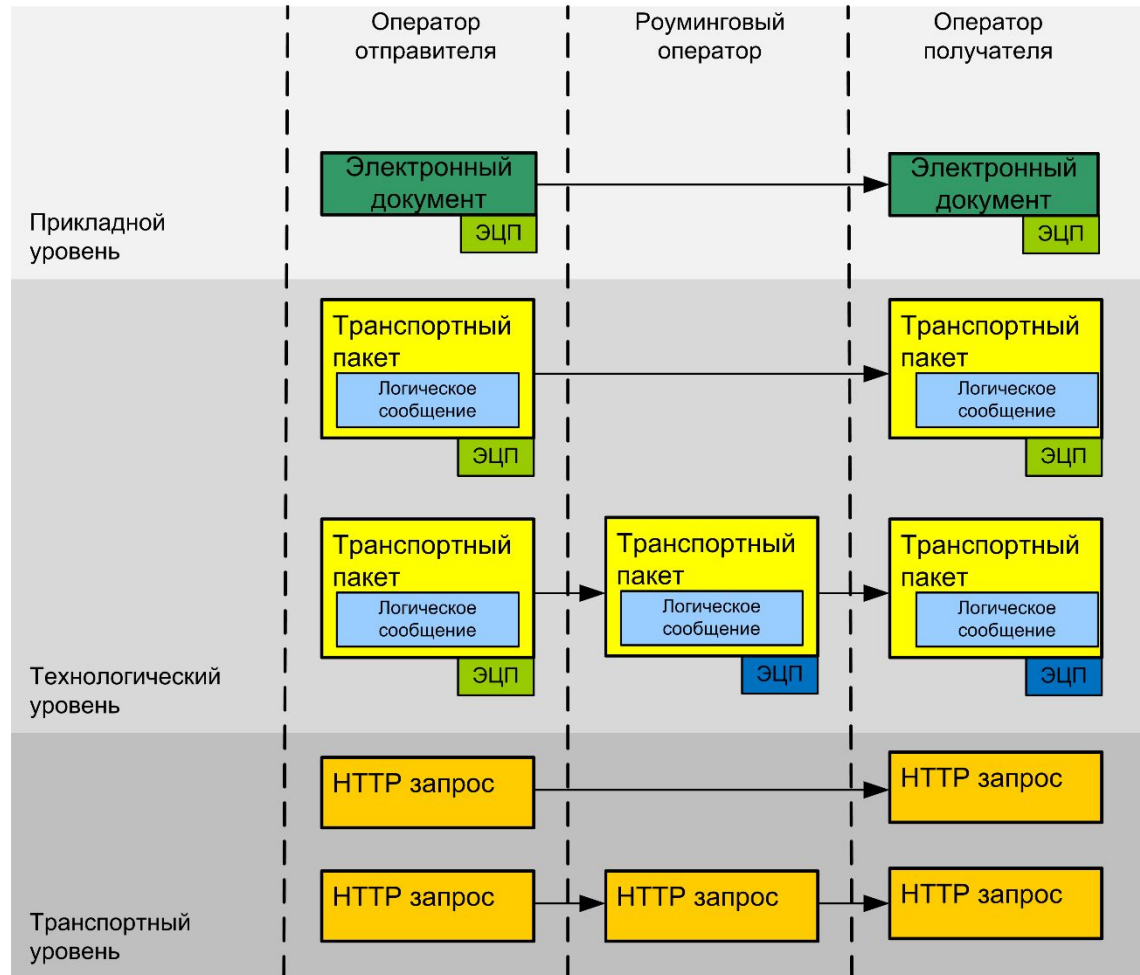 Оператор
отправителя
Роуминговый
оператор
Оператор
получателя
Электронный
документ
ЭЦП
Электронный
документ
ЭЦП
Прикладной
уровень
Транспортный
пакет
Логическое
сообщение
ЭЦП
Транспортный
пакет
Логическое
сообщение
ЭЦП
Транспортный
пакет
Логическое
сообщение
ЭЦП
Транспортный
пакет
Логическое
сообщение
ЭЦП
Транспортный
пакет
Логическое
сообщение
ЭЦП
Технологический
уровень
HTTP запрос
HTTP запрос
HTTP запрос
HTTP запрос
HTTP запрос
Транспортный
уровень